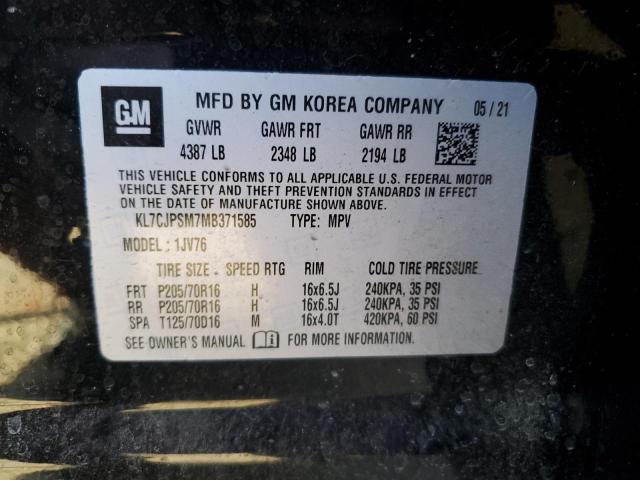 GM
MFD BY GM KOREA COMPANY 05/21
GVWR GAWR FRT GAWR RR
4387 LB 2348 LB 2194 LB
THIS VEHICLE CONFORMS TO ALL APPLICABLE U.S. FEDERAL MOTOR
VEHICLE SAFETY AND THEFT PREVENTION STANDARDS IN EFFECT
ON THE DATE OF MANUFACTURE SHOWN ABOVE.
KL7CJPSM7MB371585 TYPE: MPV
MODEL: 1JV76
TIRE SIZE SPEED RTG RIM COLD TIRE PRESSURE
FRT P205/70R16 H 16x6.5J 240KPA, 35 PSI
RR P205/70R16 H 16x6.5J 240KPA, 35 PSI
SPA T125/70D16 M 16x4.0T 420KPA, 60 PSI
SEE OWNER'S MANUAL FOR MORE INFORMATION.